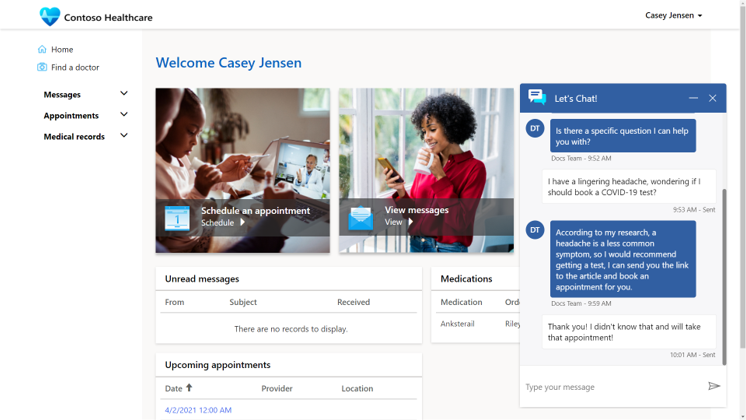 Contoso Healthcare
Casey Jensen
Home
Find a doctor
Messages
Appointments
Medical records
Welcome Casey Jensen
Schedule an appointment
Schedule
View messages
View
Unread messages
From Subject Received
There are no records to display.
Medications
Medication
Anksterail Riley
Upcoming appointments
Date Provider Location
4/2/2021 12:00 AM
Let's Chat!
DT
Is there a specific question I can help
you with?
Docs Team - 9:52 AM
I have a lingering headache, wondering if I
should book a COVID-19 test?
9:53 AM - Sent
DT
According to my research, a
headache is a less common
symptom, so I would recommend
getting a test, I can send you the link
to the article and book an
appointment for you.
Docs Team - 9:59 AM
Thank you! I didn't know that and will take
that appointment!
10:01 AM - Sent
Type your message